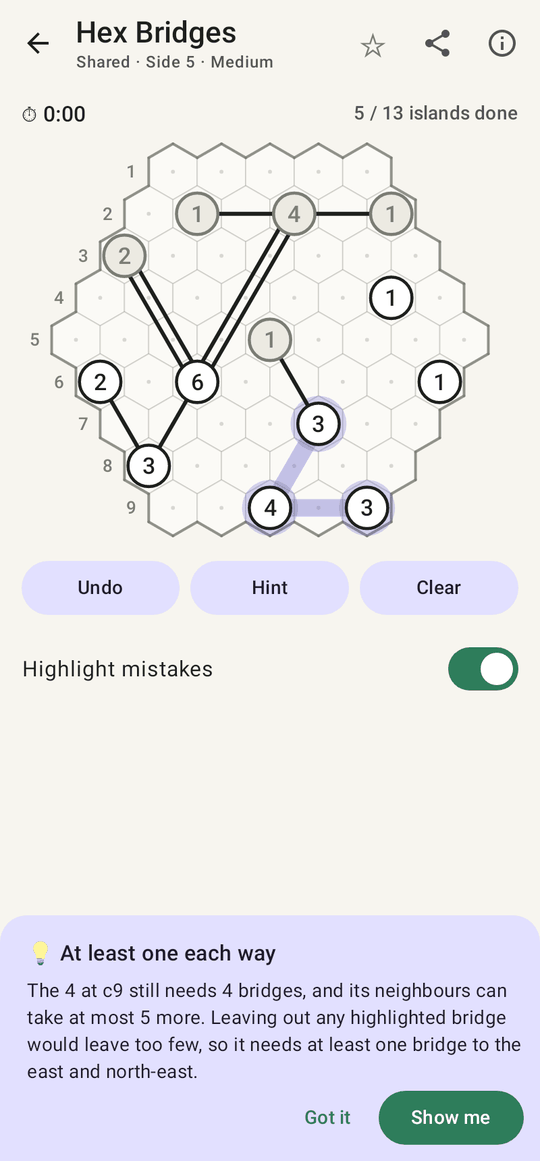 Hex Bridges
Shared · Side 5 · Medium
0:00
5 / 13 islands done
1
2 1 4 1
3 2
4 1
5 1
6 2 6 1
7 3
8 3
9 4 3
Undo Hint Clear
Highlight mistakes
At least one each way
The 4 at c9 still needs 4 bridges, and its neighbours can
take at most 5 more. Leaving out any highlighted bridge
would leave too few, so it needs at least one bridge to the
east and north-east.
Got it Show me